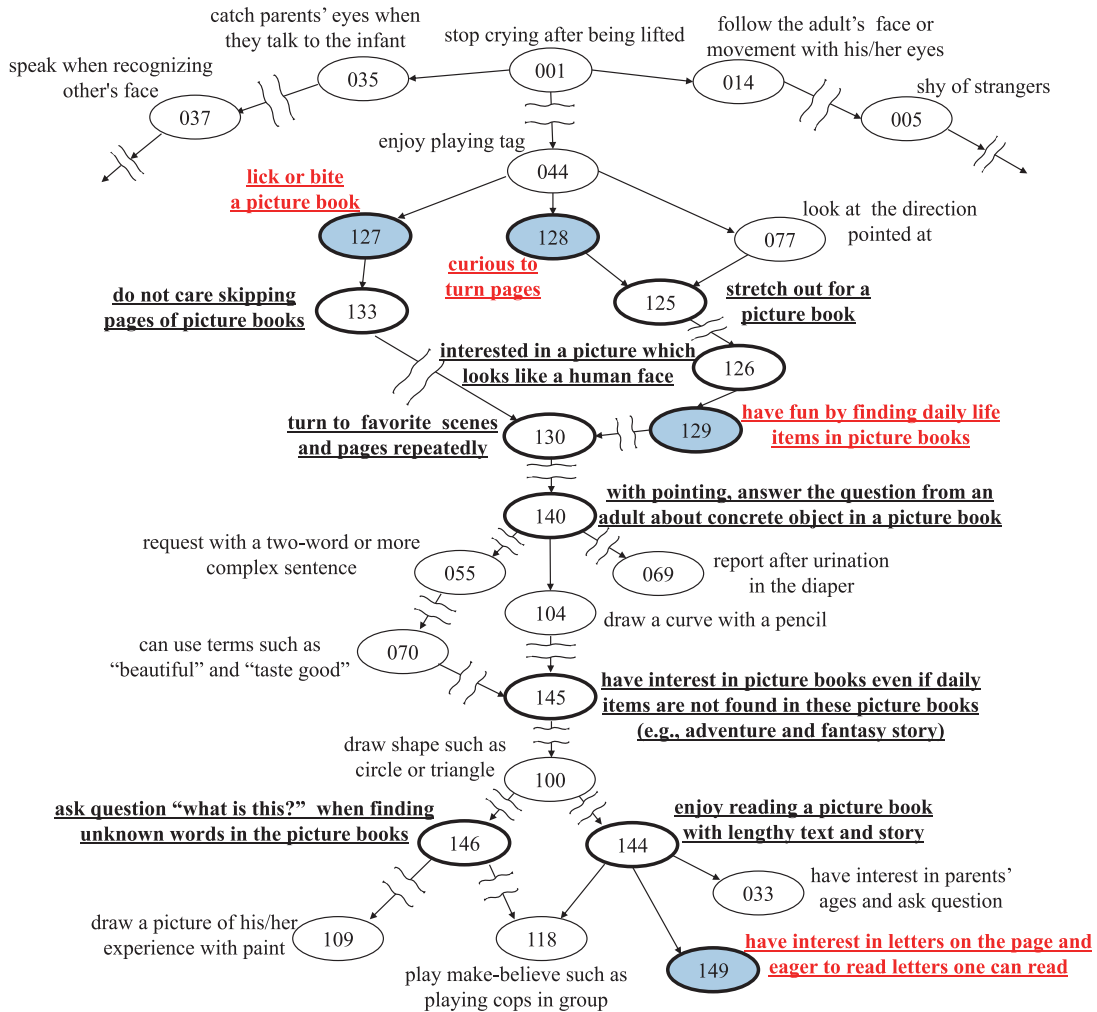 catch parents' eyes when
they talk to the infant
stop crying after being lifted
follow the adult's face or
movement with his/her eyes
speak when recognizing
other's face
035
001
014
shy of strangers
037
005
enjoy playing tag
044
lick or bite
a picture book
look at the direction
pointed at
127
128
077
curious to
turn pages
do not care skipping
pages of picture books
133
125
stretch out for a
picture book
interested in a picture which
looks like a human face
126
turn to favorite scenes
and pages repeatedly
130
129
have fun by finding daily life
items in picture books
140
with pointing, answer the question from an
adult about concrete object in a picture book
request with a two-word or more
complex sentence
055
069
report after urination
in the diaper
104
draw a curve with a pencil
can use terms such as
“beautiful” and “taste good”
070
145
have interest in picture books even if daily
items are not found in these picture books
(e.g., adventure and fantasy story)
draw shape such as
circle or triangle
100
ask question “what is this?” when finding
unknown words in the picture books
146
144
enjoy reading a picture book
with lengthy text and story
033
have interest in parents'
ages and ask question
draw a picture of his/her
experience with paint
109
118
play make-believe such as
playing cops in group
149
have interest in letters on the page and
eager to read letters one can read